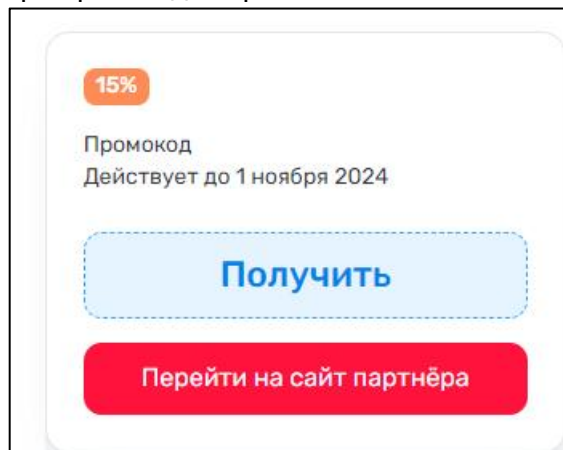 15%
Промокод
Действует до 1 ноября 2024
Получить
Перейти на сайт партнёра